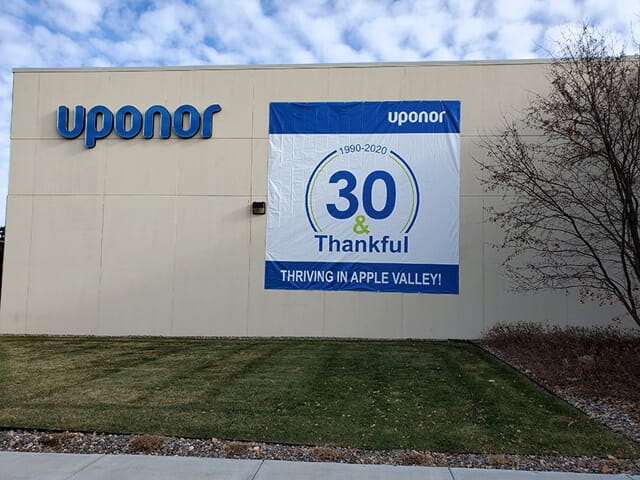 uponor
uponor
1990-2020
30
&
Thankful
THRIVING IN APPLE VALLEY!